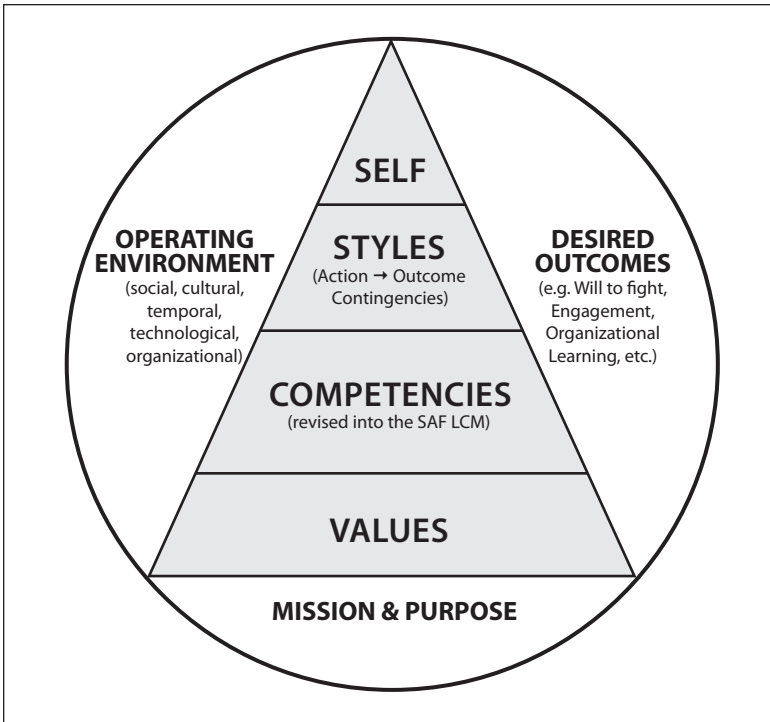 SELF
OPERATING
ENVIRONMENT
(social, cultural,
temporal,
technological,
organizational)
STYLES
(Action → Outcome
Contingencies)
DESIRED
OUTCOMES
(e.g. Will to fight,
Engagement,
Organizational
Learning, etc.)
COMPETENCIES
(revised into the SAF LCM)
VALUES
MISSION & PURPOSE